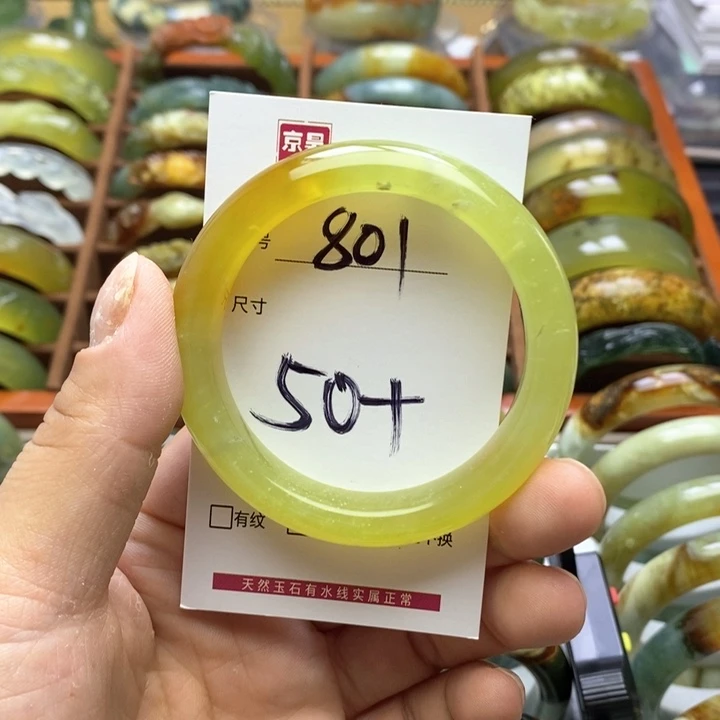 京
号 801
尺寸
50+
□有纹
换
天然玉石有水线实属正常